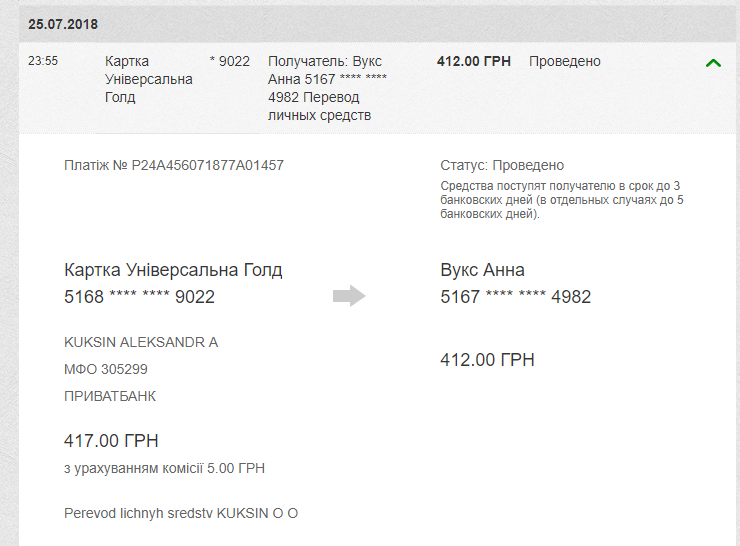 25.07.2018
23:55 Картка * 9022 Получатель: Вукс 412.00 ГРН Проведено
Універсальна Анна 5167 **** ****
Голд 4982 Перевод
личных средств
Платіж № P24A456071877A01457 Статус: Проведено
Средства поступят получателю в срок до 3
банковских дней (в отдельных случаях до 5
банковских дней).
Картка Універсальна Голд Вукс Анна
5168 **** **** 9022 5167 **** **** 4982
KUKSIN ALEKSANDR A
МФО 305299 412.00 ГРН
ПРИВАТБАНК
417.00 ГРН
з урахуванням комісії 5.00 ГРН
Perevod lichnyh sredstv KUKSIN O O